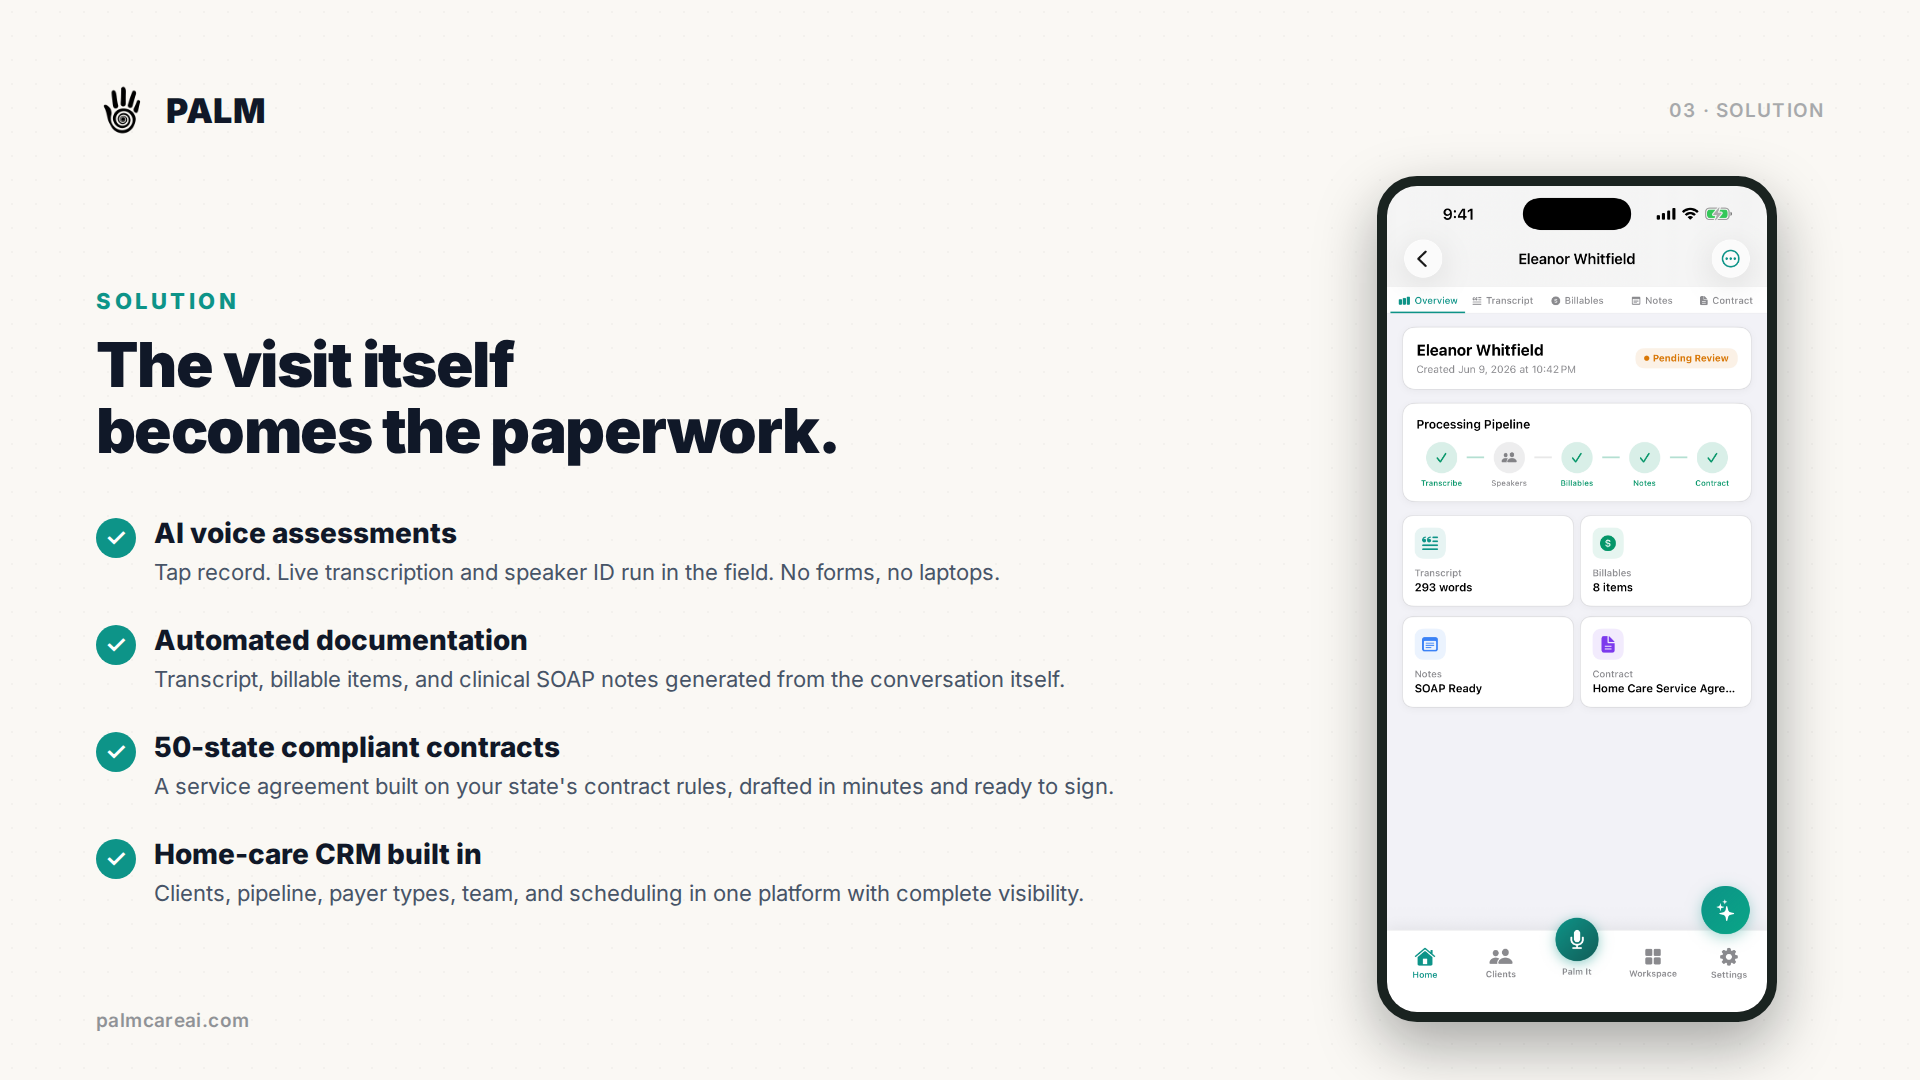 PALM
03 · SOLUTION
SOLUTION
The visit itself
becomes the paperwork.
AI voice assessments
Tap record. Live transcription and speaker ID run in the field. No forms, no laptops.
Automated documentation
Transcript, billable items, and clinical SOAP notes generated from the conversation itself.
50-state compliant contracts
A service agreement built on your state's contract rules, drafted in minutes and ready to sign.
Home-care CRM built in
Clients, pipeline, payer types, team, and scheduling in one platform with complete visibility.
palmcareai.com
9:41
Eleanor Whitfield
Overview Transcript Billables Notes Contract
Eleanor Whitfield
Pending Review
Created Jun 9, 2026 at 10:42 PM
Processing Pipeline
Transcribe Speakers Billables Notes Contract
Transcript
293 words
Billables
8 items
Notes
SOAP Ready
Contract
Home Care Service Agre...
Home Clients Palm It Workspace Settings